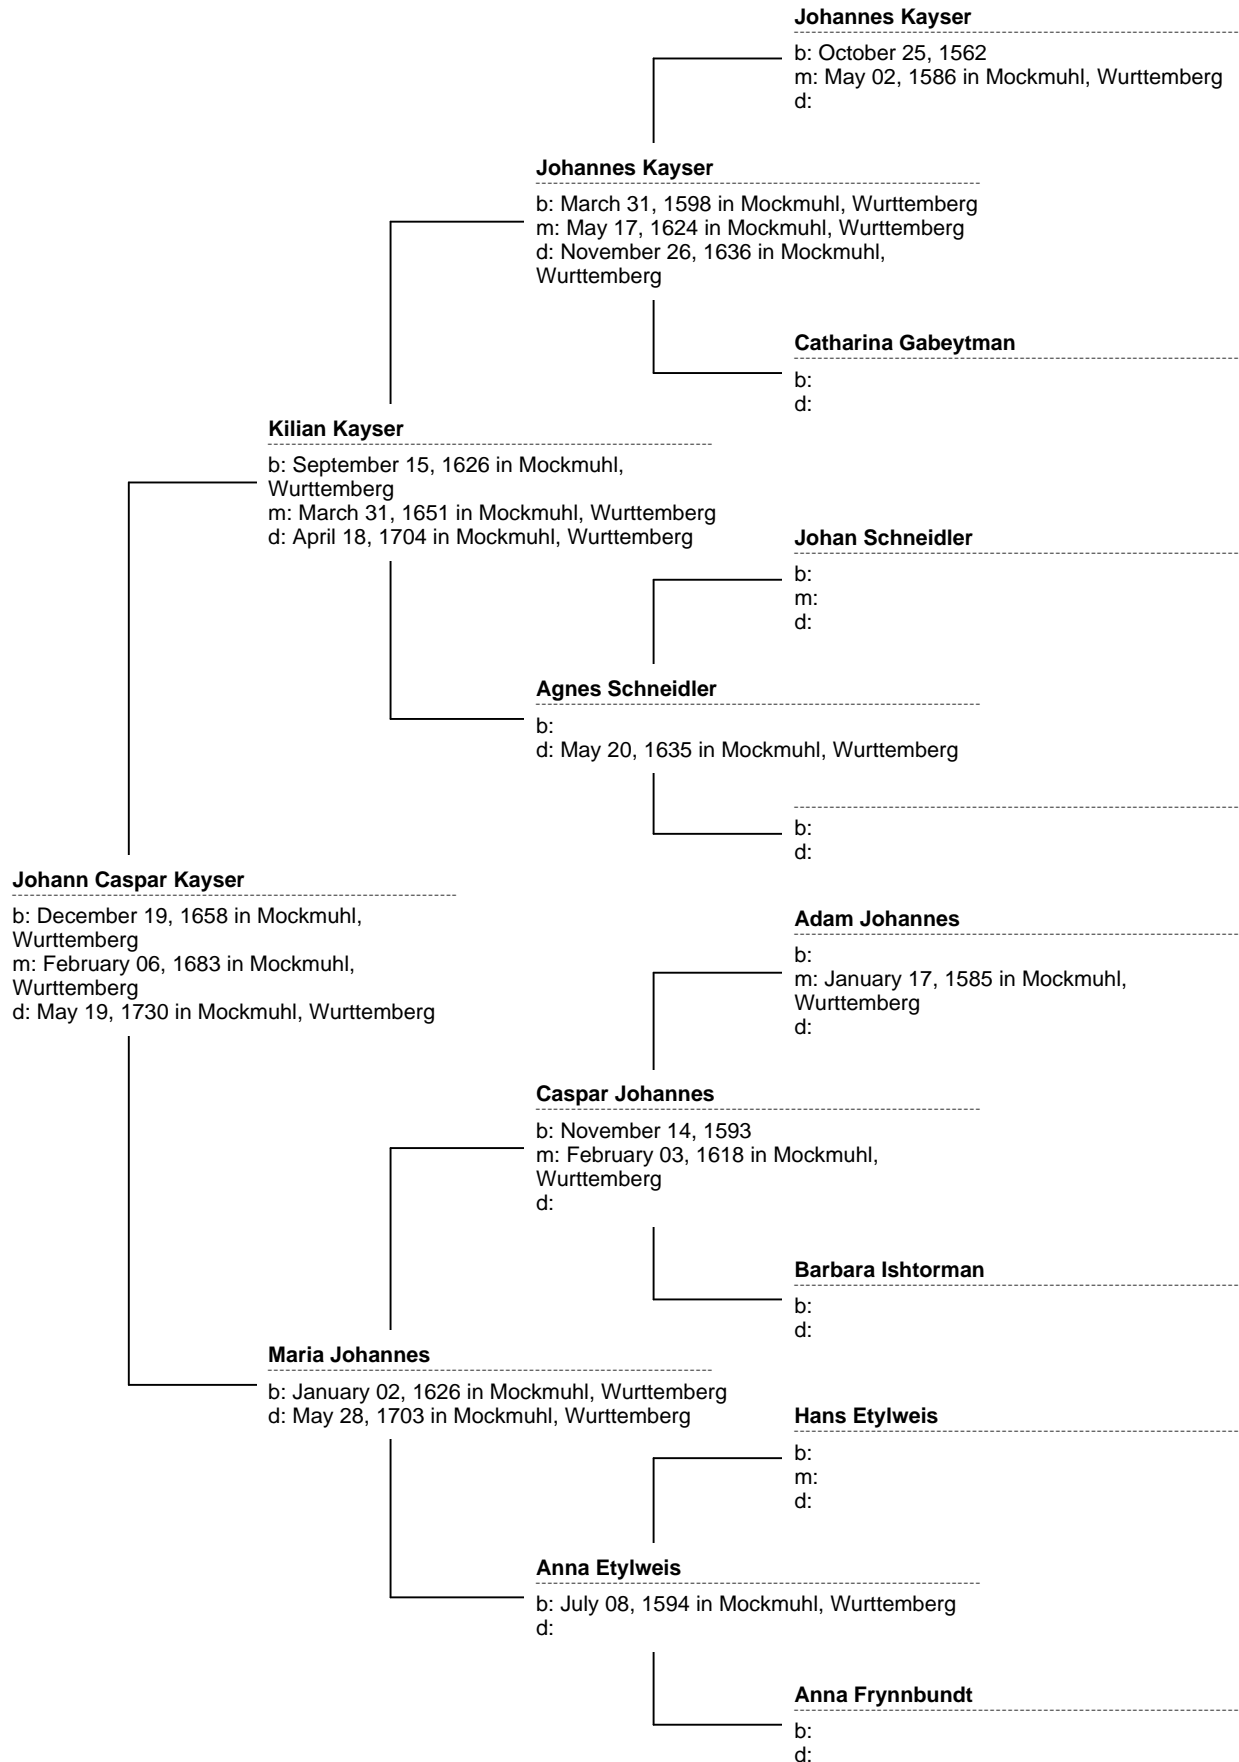 Johannes Kayser
b: October 25, 1562
m: May 02, 1586 in Mockmuhl, Wurttemberg
d:
Johannes Kayser
b: March 31, 1598 in Mockmuhl, Wurttemberg
m: May 17, 1624 in Mockmuhl, Wurttemberg
d: November 26, 1636 in Mockmuhl,
Wurttemberg
Catharina Gabeytman
b:
d:
Kilian Kayser
b: September 15, 1626 in Mockmuhl,
Wurttemberg
m: March 31, 1651 in Mockmuhl, Wurttemberg
d: April 18, 1704 in Mockmuhl, Wurttemberg
Johan Schneidler
b:
m:
d:
Agnes Schneidler
b:
d: May 20, 1635 in Mockmuhl, Wurttemberg
b:
d:
Johann Caspar Kayser
b: December 19, 1658 in Mockmuhl,
Wurttemberg
m: February 06, 1683 in Mockmuhl,
Wurttemberg
d: May 19, 1730 in Mockmuhl, Wurttemberg
Adam Johannes
b:
m: January 17, 1585 in Mockmuhl,
Wurttemberg
d:
Caspar Johannes
b: November 14, 1593
m: February 03, 1618 in Mockmuhl,
Wurttemberg
d:
Barbara Ishtorman
b:
d:
Maria Johannes
b: January 02, 1626 in Mockmuhl, Wurttemberg
d: May 28, 1703 in Mockmuhl, Wurttemberg
Hans Etylweis
b:
m:
d:
Anna Etylweis
b: July 08, 1594 in Mockmuhl, Wurttemberg
d:
Anna Frynnbundt
b:
d: